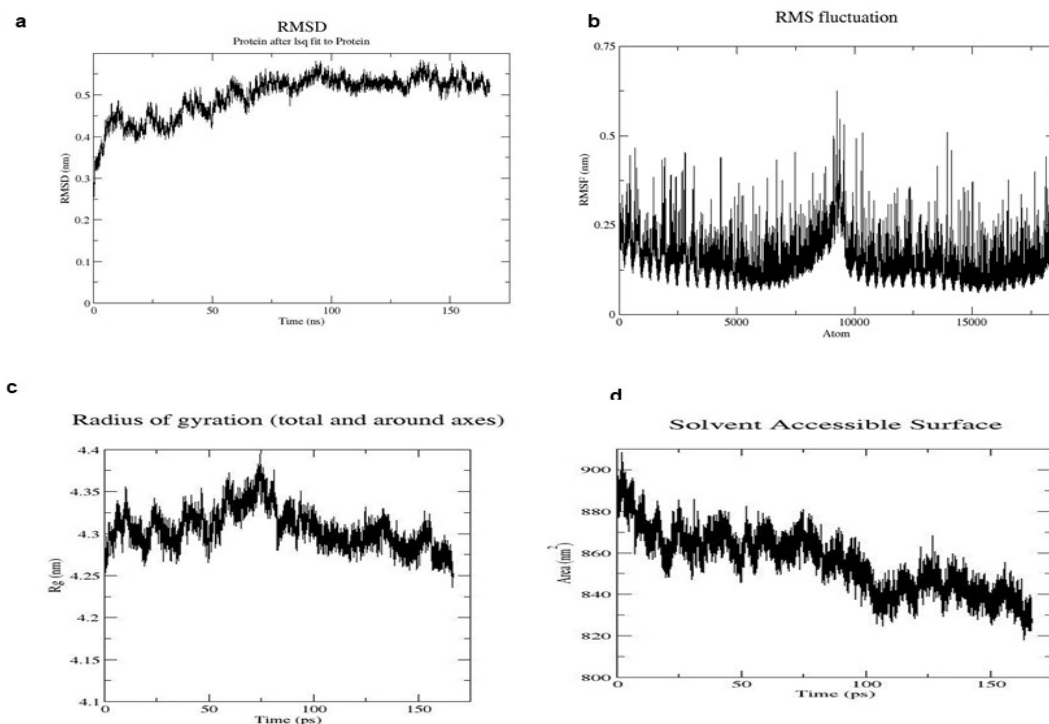 a
RMSD
Protein after lsq fit to Protein
RMSD (nm)
0.5
0.4
0.3
0.2
0.1
0
0 50 100 150
Time (ns)
b
RMS fluctuation
RMSF (nm)
0.75
0.5
0.25
0
0 5000 10000 15000
Atom
c
Radius of gyration (total and around axes)
Rg (nm)
4.4
4.35
4.3
4.25
4.2
4.15
4.1
0 50 100 150
Time (ps)
d
Solvent Accessible Surface
Area (nm²)
900
880
860
840
820
800
0 50 100 150
Time (ps)